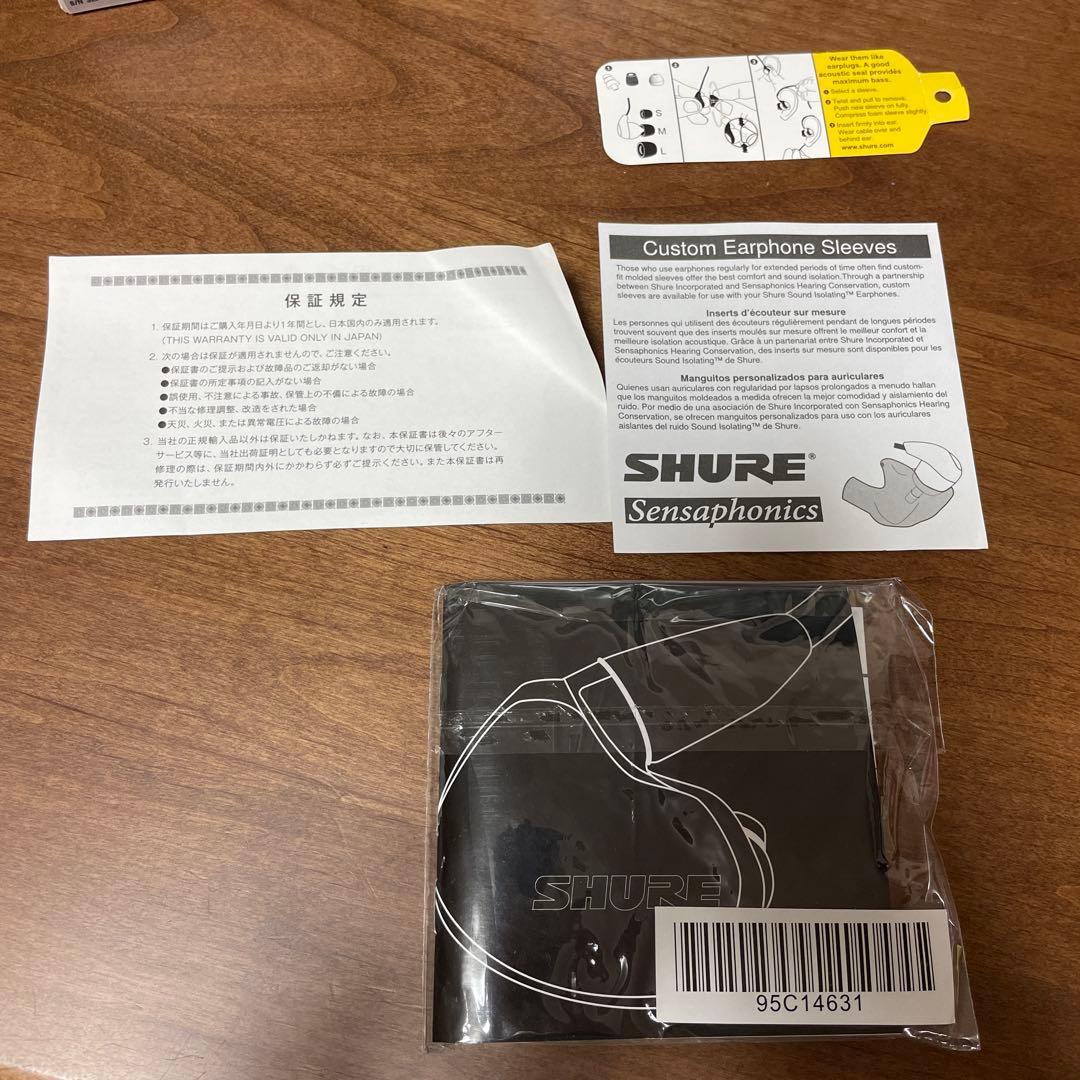 S/N
Wear them like
earplugs. A good
acoustic seal provides
maximum bass.
1 Select a sleeve.
2 Twist and pull to remove.
Push new sleeve on fully.
Compress foam sleeve slightly.
3 Insert firmly into ear.
Wear cable over and
behind ear.
www.shure.com
1
2
3
S
M
L
保証規定
1. 保証期間はご購入年月日より1年間とし、日本国内のみ適用されます。
(THIS WARRANTY IS VALID ONLY IN JAPAN)
2. 次の場合は保証が適用されませんので、ご注意ください。
●保証書のご提示および故障品のご返却がない場合
●保証書の所定事項の記入がない場合
●誤使用、不注意による事故、保管上の不備による故障の場合
●不当な修理調整、改造をされた場合
●天災、火災、または異常電圧による故障の場合
3. 当社の正規輸入品以外は保証いたしかねます。なお、本保証書は後々のアフター
サービス等に、当社出荷証明としても必要となりますので大切に保管してください。
修理の際は、保証期間内外にかかわらず必ずご提示ください。また本保証書は再
発行いたしません。
Custom Earphone Sleeves
Those who use earphones regularly for extended periods of time often find custom-
fit molded sleeves offer the best comfort and sound isolation.Through a partnership
between Shure Incorporated and Sensaphonics Hearing Conservation, custom
sleeves are available for use with your Shure Sound Isolating™ Earphones.
Inserts d'écouteur sur mesure
Les personnes qui utilisent des écouteurs régulièrement pendant de longues périodes
trouvent souvent que des inserts moulés sur mesure offrent le meilleur confort et la
meilleure isolation acoustique. Grâce à un partenariat entre Shure Incorporated et
Sensaphonics Hearing Conservation, des inserts sur mesure sont disponibles pour les
écouteurs Sound Isolating™ de Shure.
Manguitos personalizados para auriculares
Quienes usan auriculares con regularidad por lapsos prolongados a menudo hallan
que los manguitos moldeados a medida ofrecen la mejor comodidad y aislamiento del
ruido. Por medio de una asociación de Shure Incorporated con Sensaphonics Hearing
Conservation, se ofrecen manguitos personalizados para uso con los auriculares
aislantes del ruido Sound Isolating™ de Shure.
SHURE®
Sensaphonics
SHURE
95C14631